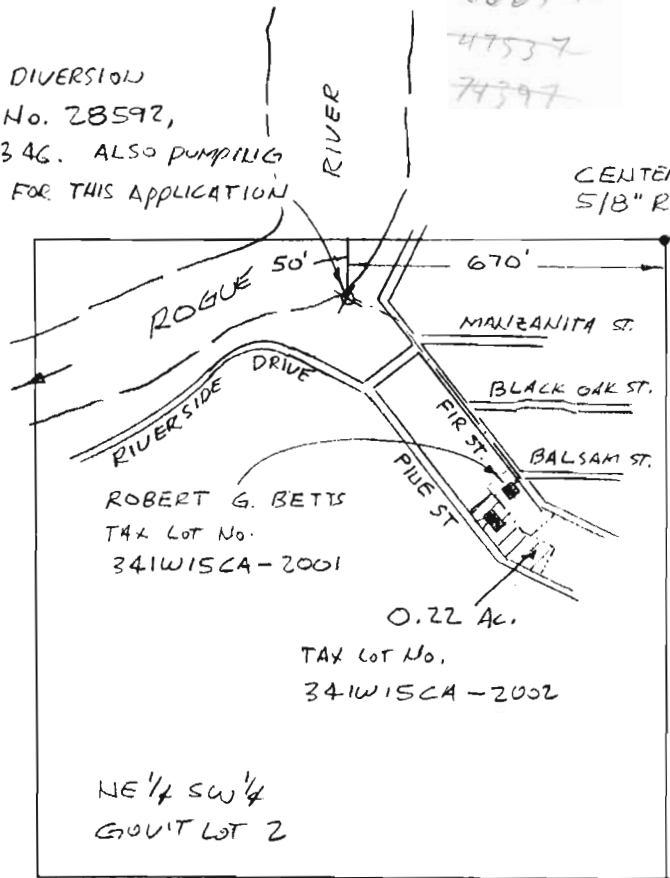 47537
74397
DIVERSION
No. 28592,
346. ALSO PUMPING
FOR THIS APPLICATION
RIVER
CENTER
5/8" R
50'
670'
ROGUE
MANZANITA ST.
RIVERSIDE DRIVE
BLACK OAK ST.
FIR ST.
BALSAM ST.
PINE ST
ROBERT G. BETTS
TAX LOT No.
341W15CA-2001
0.22 AC.
TAX LOT No.
341W15CA-2002
NE 1/4 SW 1/4
GOV'T LOT 2